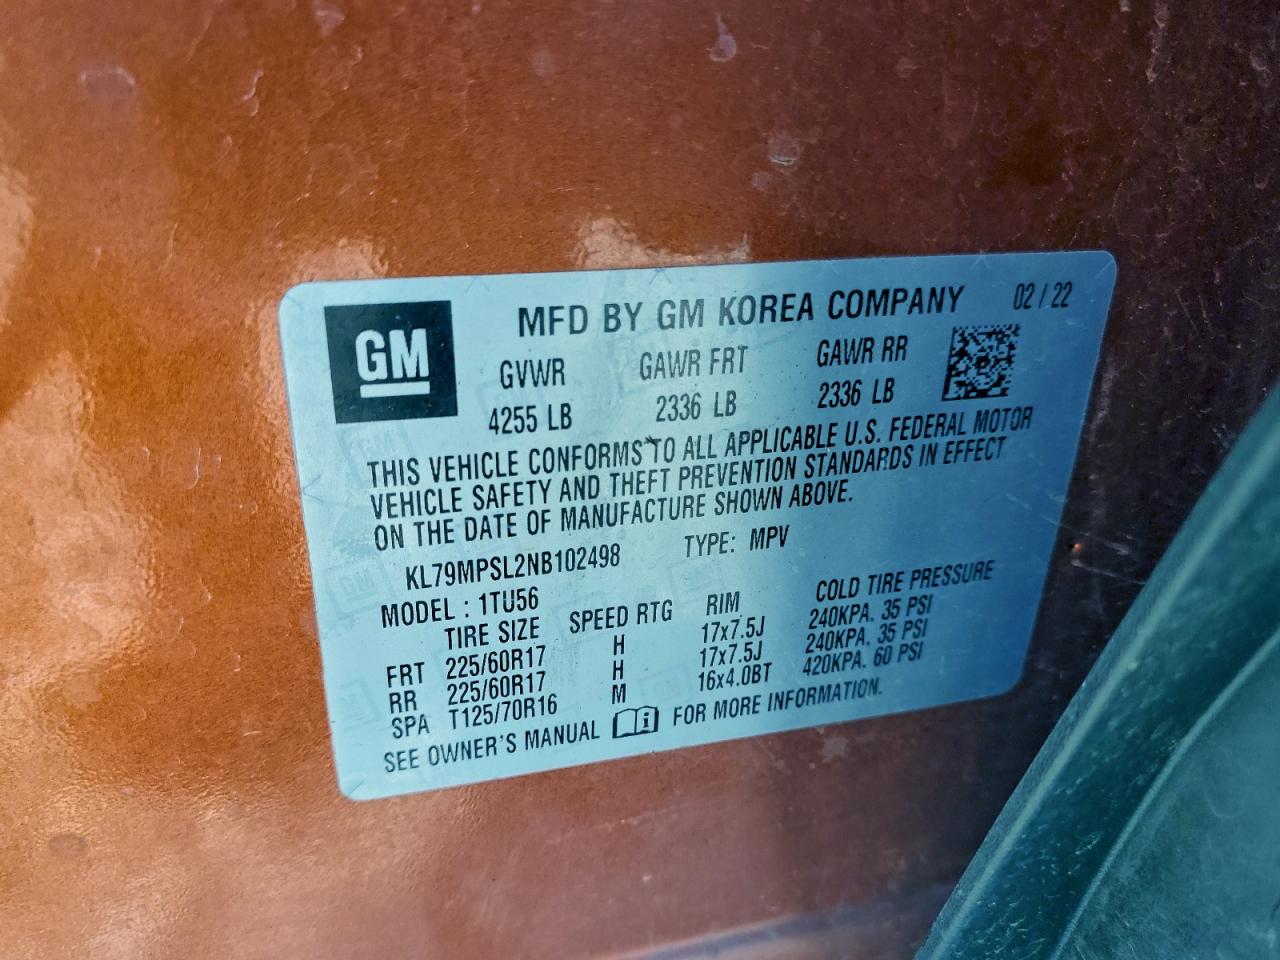 GM
MFD BY GM KOREA COMPANY 02 / 22
GVWR GAWR FRT GAWR RR
4255 LB 2336 LB 2336 LB
THIS VEHICLE CONFORMS TO ALL APPLICABLE U.S. FEDERAL MOTOR
VEHICLE SAFETY AND THEFT PREVENTION STANDARDS IN EFFECT
ON THE DATE OF MANUFACTURE SHOWN ABOVE.
KL79MPSL2NB102498 TYPE: MPV
MODEL : 1TU56
TIRE SIZE SPEED RTG RIM COLD TIRE PRESSURE
FRT 225/60R17 H 17x7.5J 240KPA. 35 PSI
RR 225/60R17 H 17x7.5J 240KPA. 35 PSI
SPA T125/70R16 M 16x4.0BT 420KPA. 60 PSI
SEE OWNER'S MANUAL FOR MORE INFORMATION.